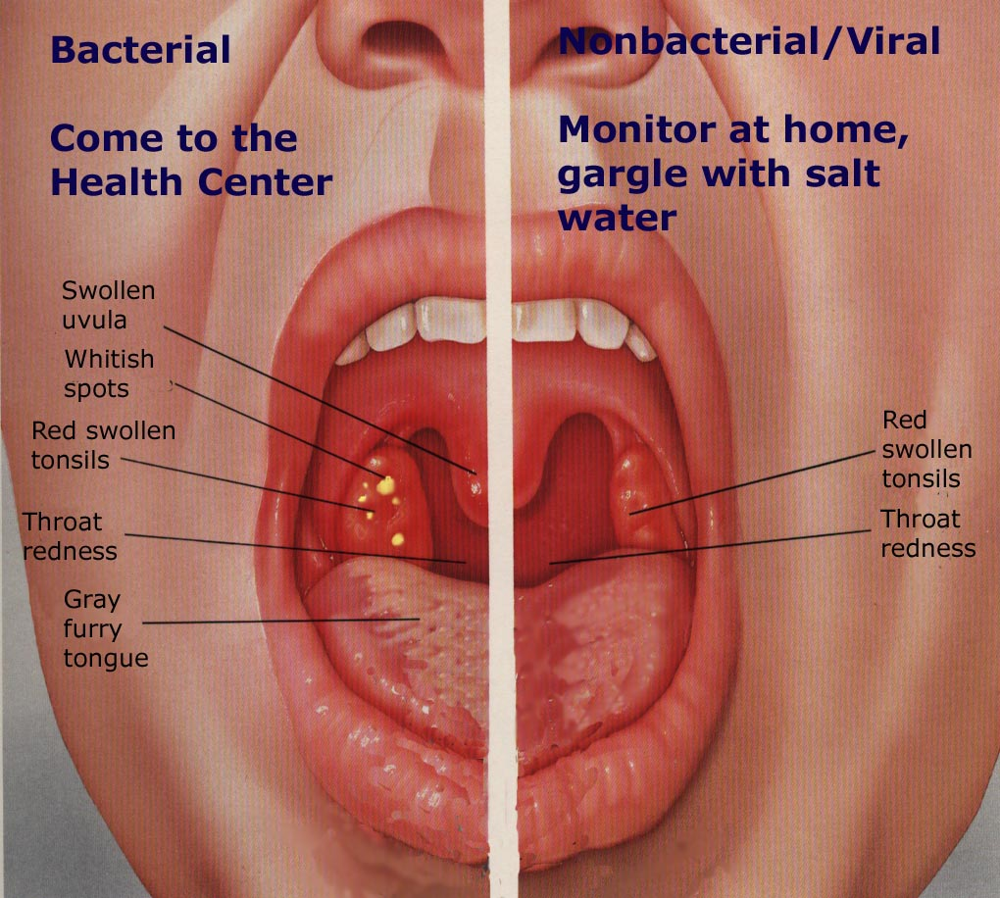 Bacterial
Come to the
Health Center
Swollen
uvula
Whitish
spots
Red swollen
tonsils
Throat
redness
Gray
furry
tongue
Nonbacterial/Viral
Monitor at home,
gargle with salt
water
Red
swollen
tonsils
Throat
redness